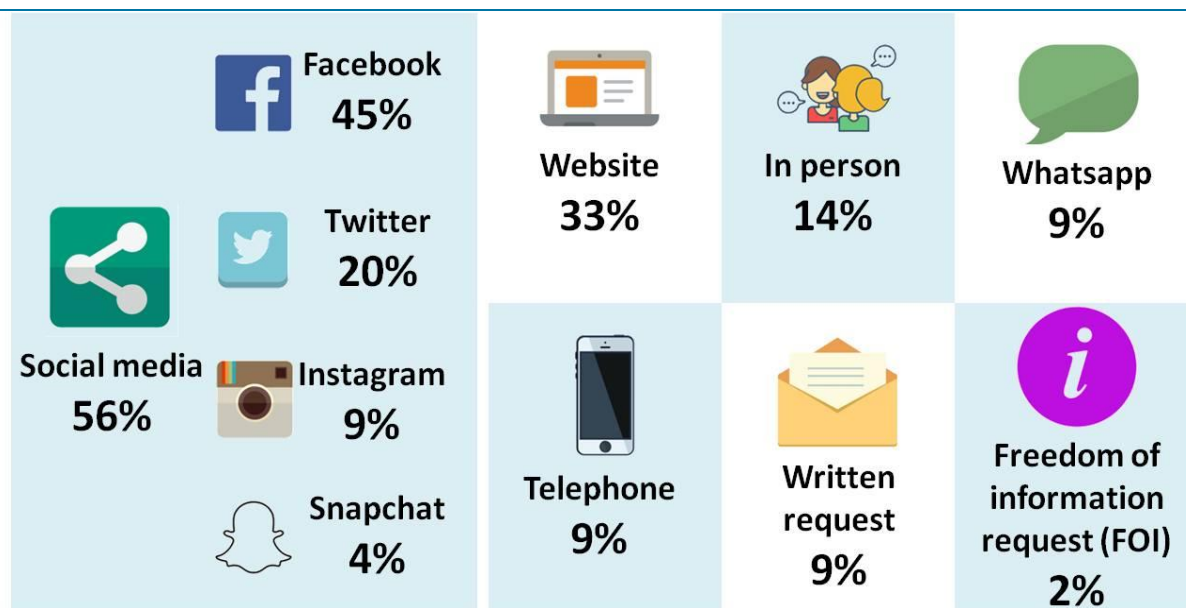 Facebook
45%
Twitter
20%
Social media
56%
Instagram
9%
Snapchat
4%
Website
33%
In person
14%
Whatsapp
9%
Telephone
9%
Written
request
9%
Freedom of
information
request (FOI)
2%